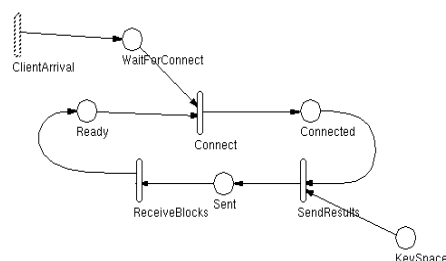 ClientArrival
WaitForConnect
Ready
Connect
Connected
ReceiveBlocks
Sent
SendResults
KeySpace